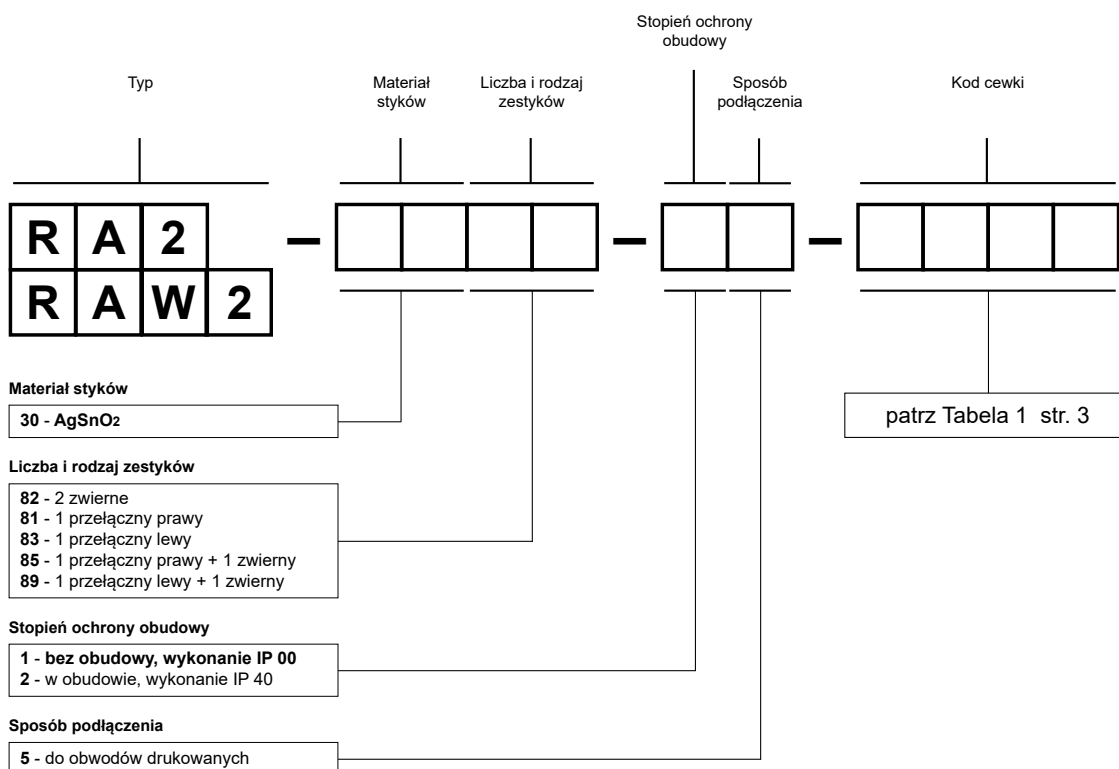 Stopień ochrony
obudowy
Typ
Materiał
styków
Liczba i rodzaj
zestyków
Sposób
podłączenia
Kod cewki
R A 2 – – –
R A W 2
Materiał styków
30 - AgSnO2
patrz Tabela 1 str. 3
Liczba i rodzaj zestyków
82 - 2 zwierne
81 - 1 przełączny prawy
83 - 1 przełączny lewy
85 - 1 przełączny prawy + 1 zwierny
89 - 1 przełączny lewy + 1 zwierny
Stopień ochrony obudowy
1 - bez obudowy, wykonanie IP 00
2 - w obudowie, wykonanie IP 40
Sposób podłączenia
5 - do obwodów drukowanych